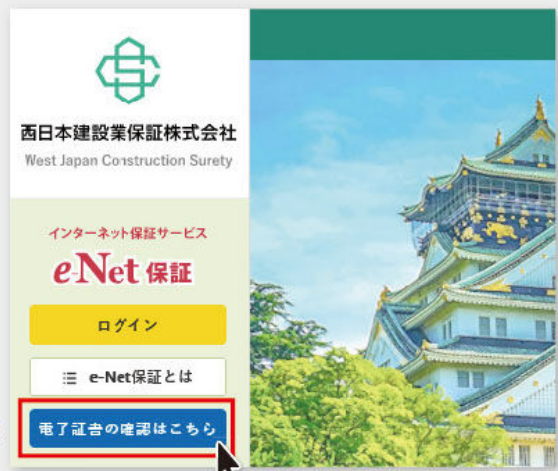 西日本建設業保証株式会社
West Japan Construction Surety
インターネット保証サービス
e-Net 保証
ログイン
e-Net保証とは
電子証書の確認はこちら